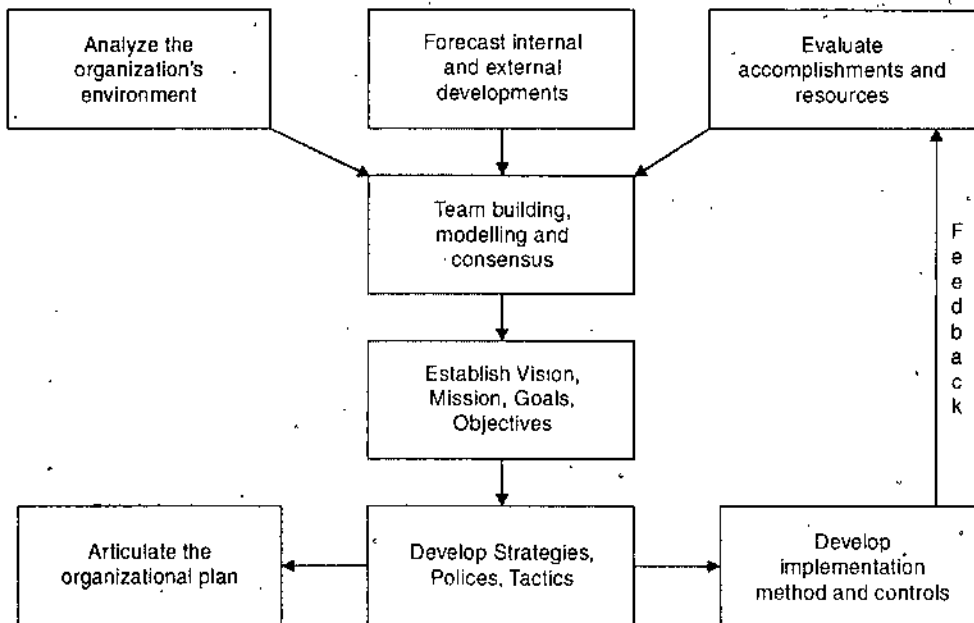 Analyze the
organization's
environment
Forecast internal
and external
developments
Evaluate
accomplishments and
resources
Team building,
modelling and
consensus
Feedback
Establish Vision,
Mission, Goals,
Objectives
Articulate the
organizational plan
Develop Strategies,
Polices, Tactics
Develop
implementation
method and controls